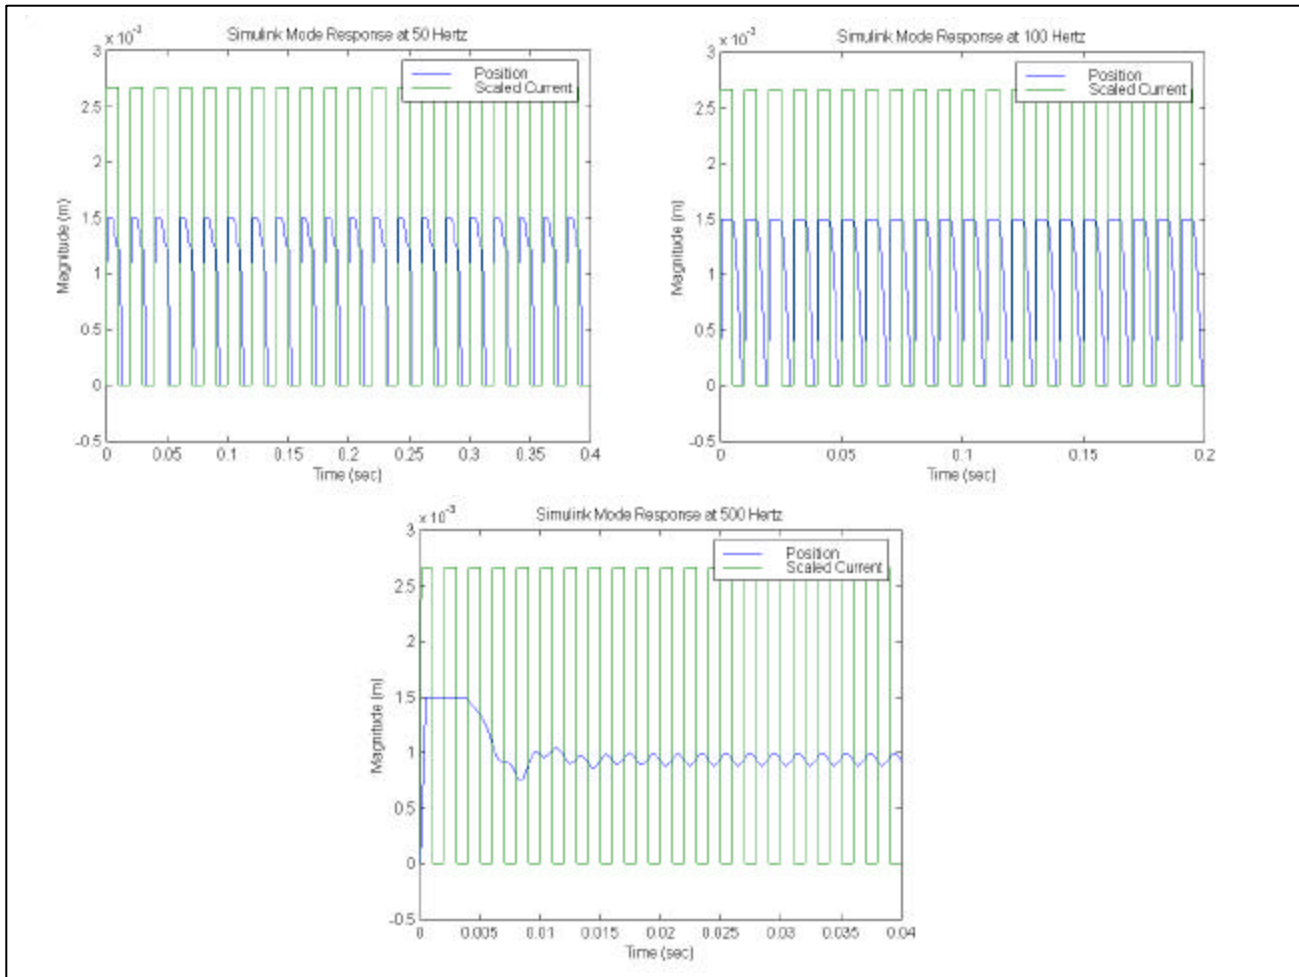 Simulink Mode Response at 50 Hertz
x 10⁻³
3
2.5
2
1.5
1
0.5
0
-0.5
Magnitude (m)
Position
Scaled Current
0 0.05 0.1 0.15 0.2 0.25 0.3 0.35 0.4
Time (sec)
Simulink Mode Response at 100 Hertz
x 10⁻³
3
2.5
2
1.5
1
0.5
0
-0.5
Magnitude (m)
Position
Scaled Current
0 0.05 0.1 0.15 0.2
Time (sec)
Simulink Mode Response at 500 Hertz
x 10⁻³
3
2.5
2
1.5
1
0.5
0
-0.5
Magnitude (m)
Position
Scaled Current
0 0.005 0.01 0.015 0.02 0.025 0.03 0.035 0.04
Time (sec)